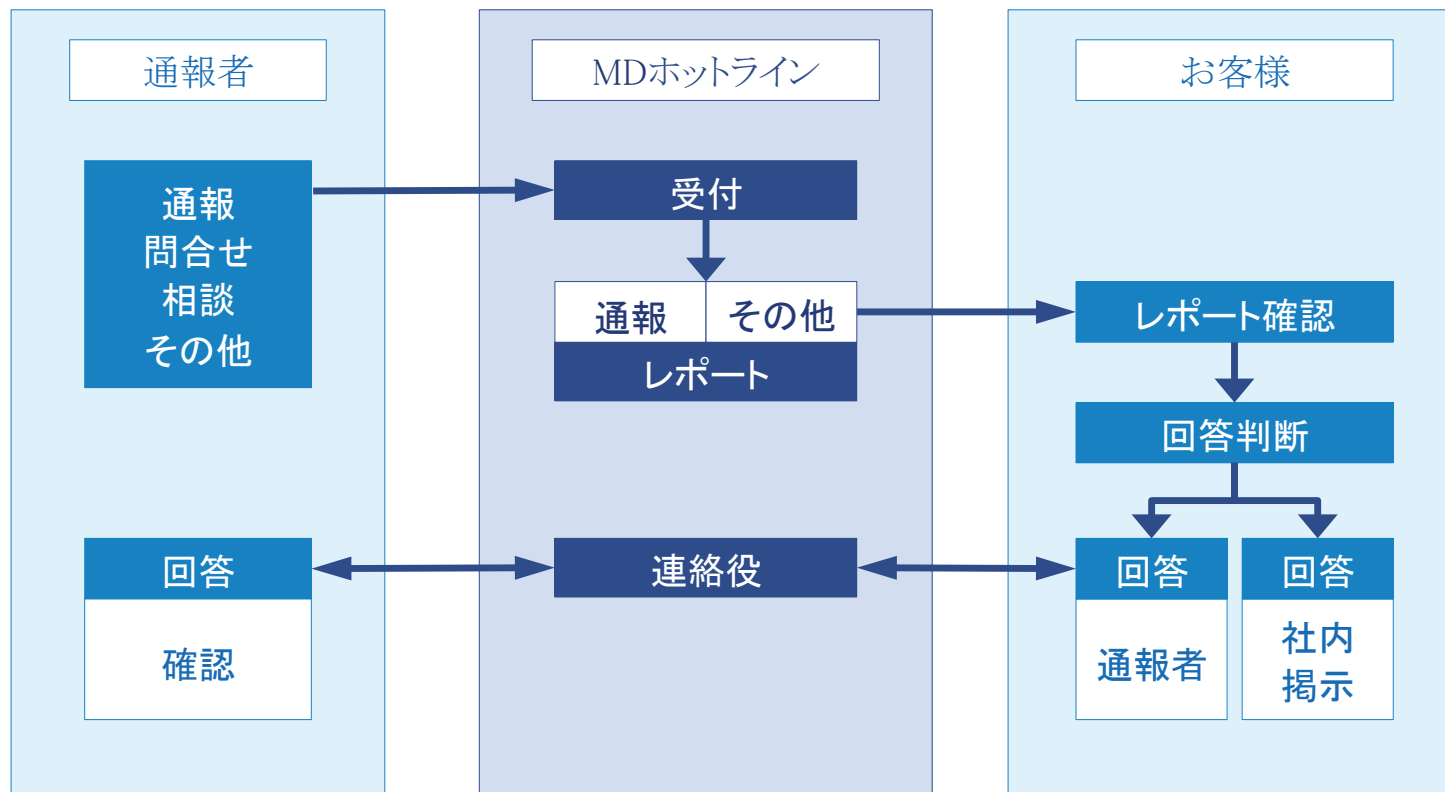 通報者
MDホットライン
お客様
通報
問合せ
相談
その他
受付
通報
その他
レポート
レポート確認
回答判断
回答
確認
連絡役
回答
通報者
回答
社内
掲示